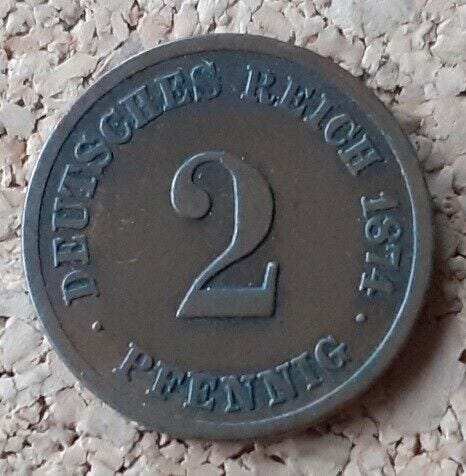 DEUTSCHES REICH 1874
2
PFENNIG